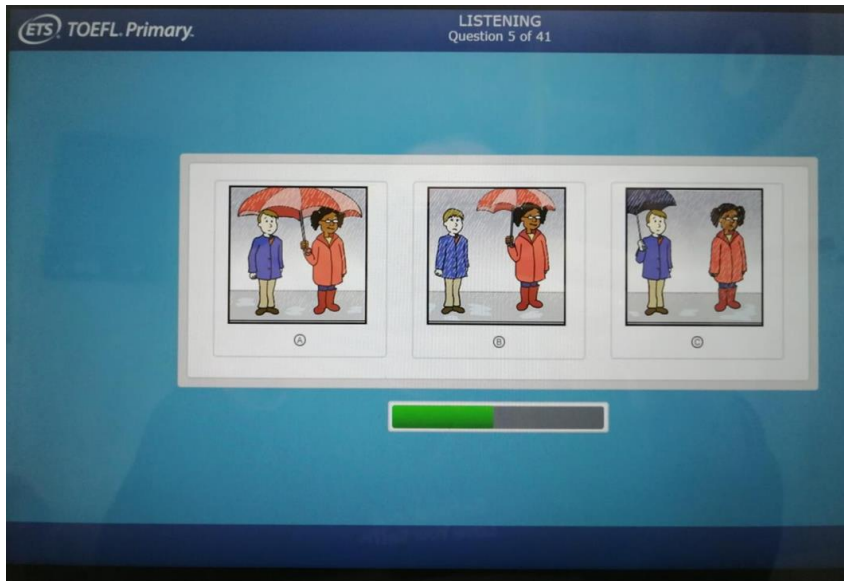 ETS TOEFL Primary
LISTENING
Question 5 of 41
A
B
C